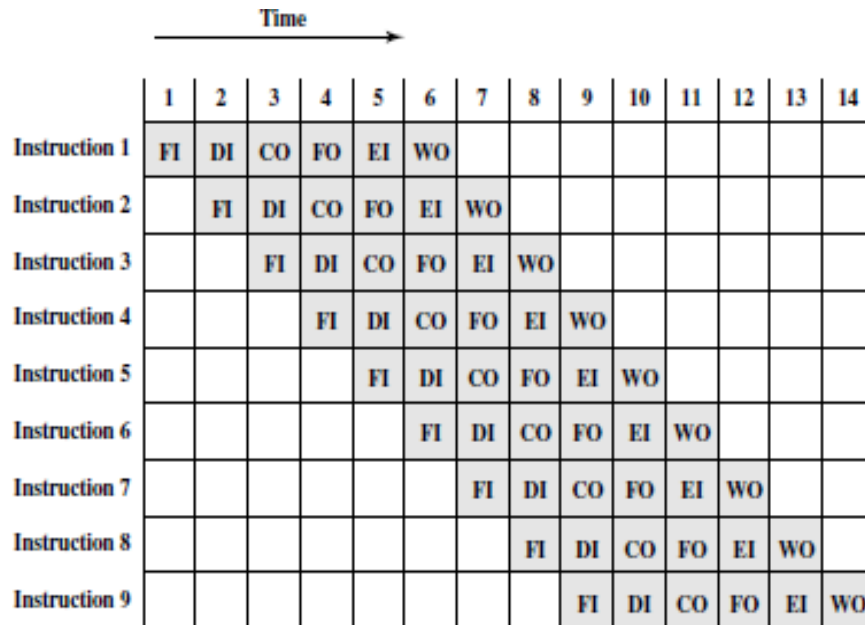 Time
1 2 3 4 5 6 7 8 9 10 11 12 13 14
Instruction 1 FI DI CO FO EI WO
Instruction 2 FI DI CO FO EI WO
Instruction 3 FI DI CO FO EI WO
Instruction 4 FI DI CO FO EI WO
Instruction 5 FI DI CO FO EI WO
Instruction 6 FI DI CO FO EI WO
Instruction 7 FI DI CO FO EI WO
Instruction 8 FI DI CO FO EI WO
Instruction 9 FI DI CO FO EI WO